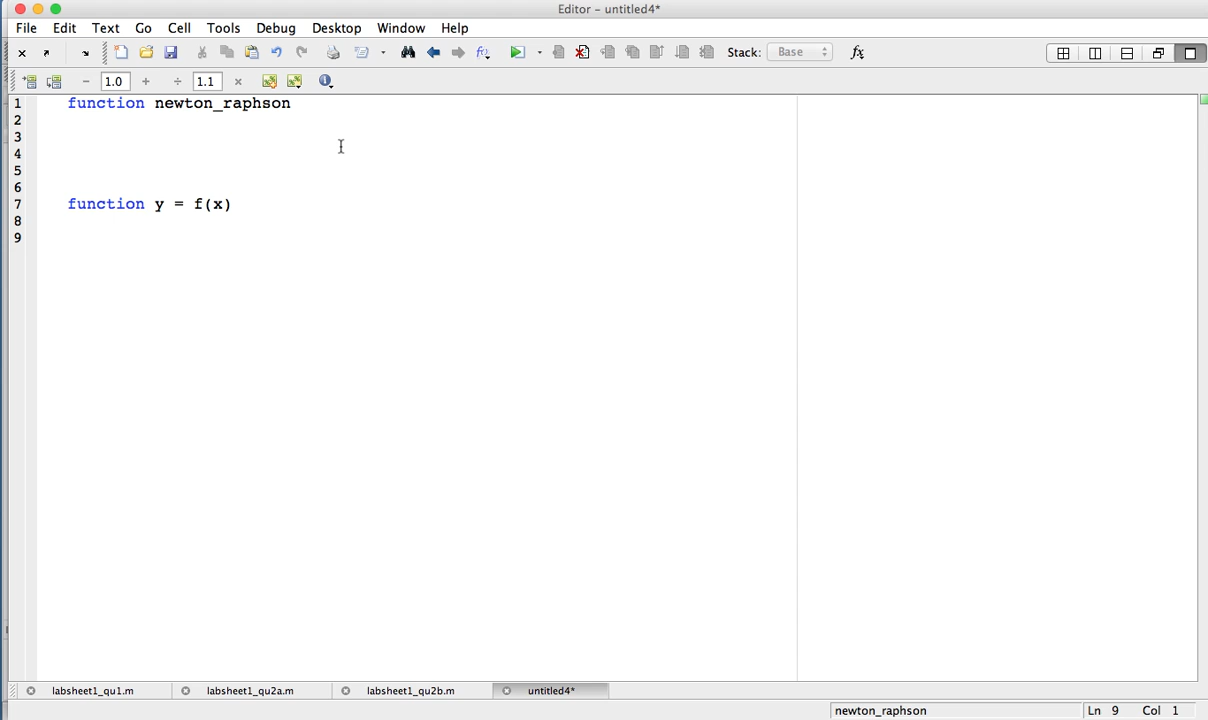 Editor – untitled4*
File Edit Text Go Cell Tools Debug Desktop Window Help
Stack: Base fx
− 1.0 + ÷ 1.1 ×
1 function newton_raphson
2
3
4
5
6
7 function y = f(x)
8
9
labsheet1_qu1.m labsheet1_qu2a.m labsheet1_qu2b.m untitled4*
newton_raphson Ln 9 Col 1